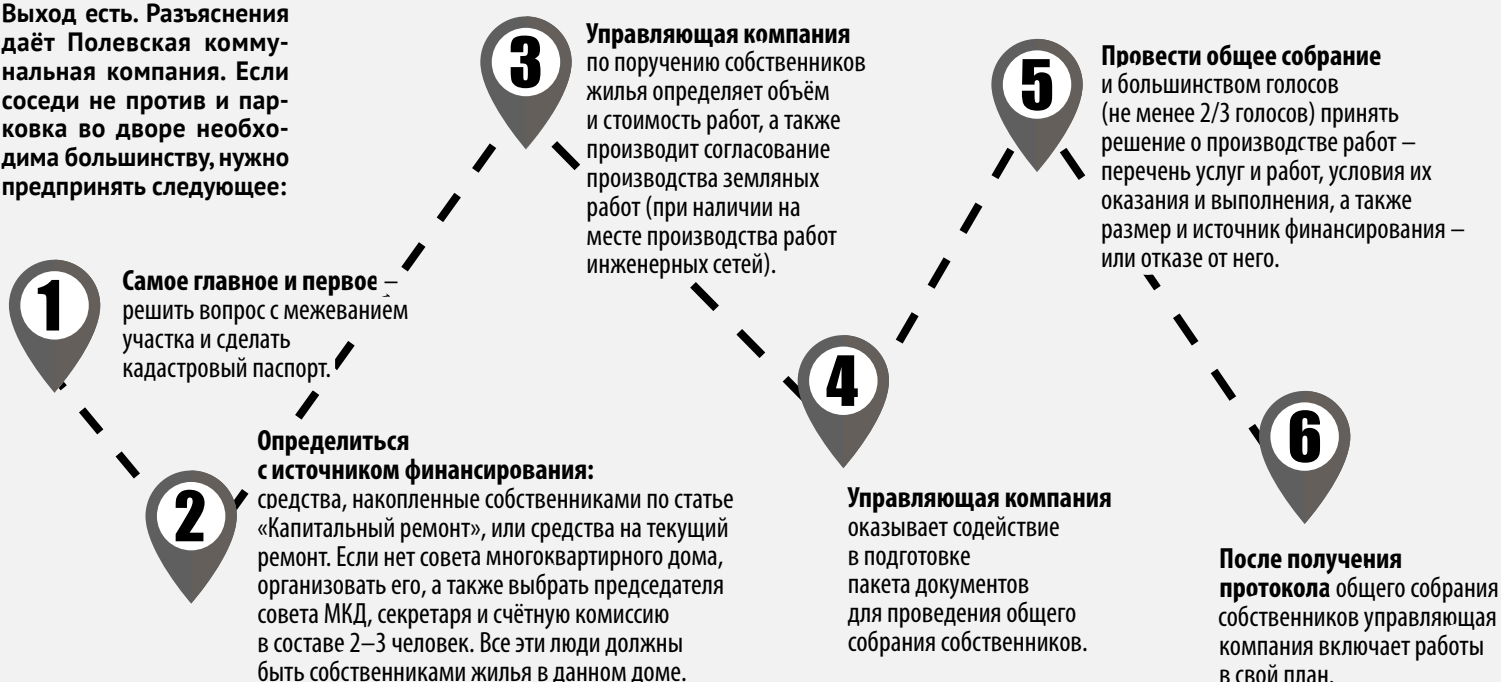 Выход есть. Разъяснения
даёт Полевская комму-
нальная компания. Если
соседи не против и пар-
ковка во дворе необхо-
дима большинству, нужно
предпринять следующее:
1
Самое главное и первое –
решить вопрос с межеванием
участка и сделать
кадастровый паспорт.
2
Определиться
с источником финансирования:
средства, накопленные собственниками по статье
«Капитальный ремонт», или средства на текущий
ремонт. Если нет совета многоквартирного дома,
организовать его, а также выбрать председателя
совета МКД, секретаря и счётную комиссию
в составе 2–3 человек. Все эти люди должны
быть собственниками жилья в данном доме.
3
Управляющая компания
по поручению собственников
жилья определяет объём
и стоимость работ, а также
производит согласование
производства земляных
работ (при наличии на
месте производства работ
инженерных сетей).
4
Управляющая компания
оказывает содействие
в подготовке
пакета документов
для проведения общего
собрания собственников.
5
Провести общее собрание
и большинством голосов
(не менее 2/3 голосов) принять
решение о производстве работ –
перечень услуг и работ, условия их
оказания и выполнения, а также
размер и источник финансирования –
или отказе от него.
6
После получения
протокола общего собрания
собственников управляющая
компания включает работы
в свой план.